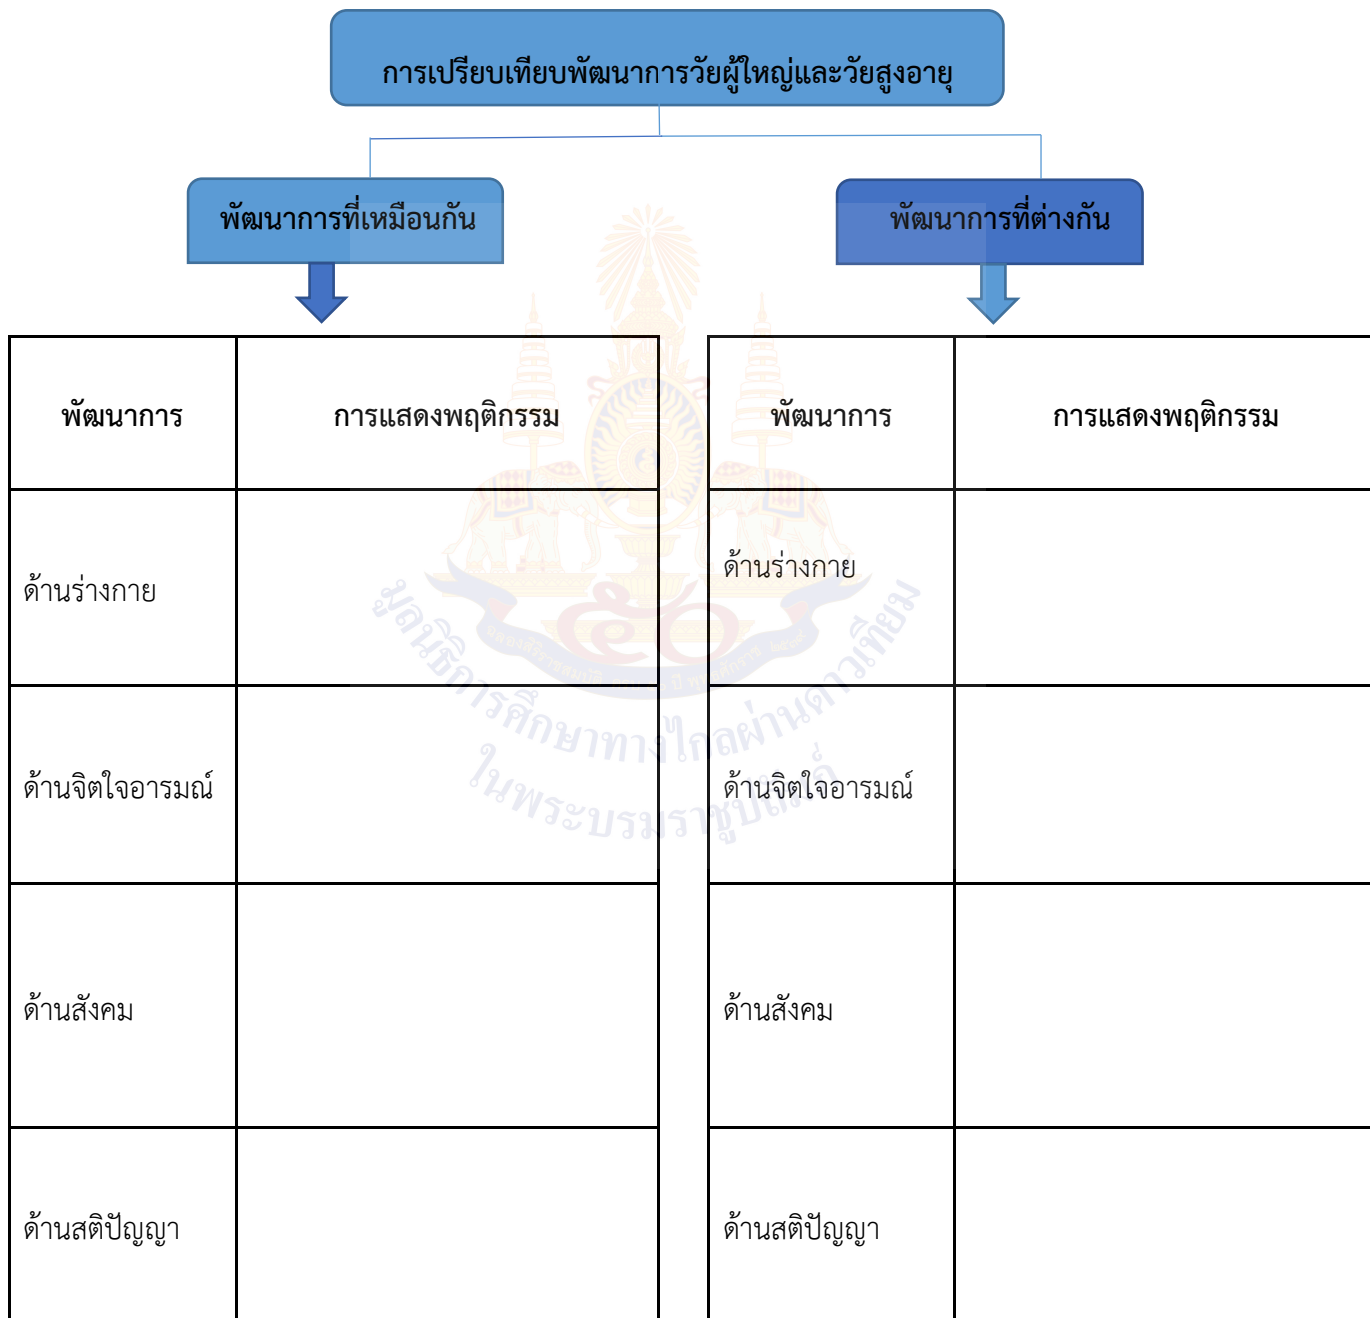 การเปรียบเทียบพัฒนาการวัยผู้ใหญ่และวัยสูงอายุ
พัฒนาการที่เหมือนกัน
พัฒนาการที่ต่างกัน
พัฒนาการ
การแสดงพฤติกรรม
ด้านร่างกาย
ด้านจิตใจอารมณ์
ด้านสังคม
ด้านสติปัญญา
พัฒนาการ
การแสดงพฤติกรรม
ด้านร่างกาย
ด้านจิตใจอารมณ์
ด้านสังคม
ด้านสติปัญญา
๕๐
มูลนิธิการศึกษาทางไกลผ่านดาวเทียม
ในพระบรมราชูปถัมภ์